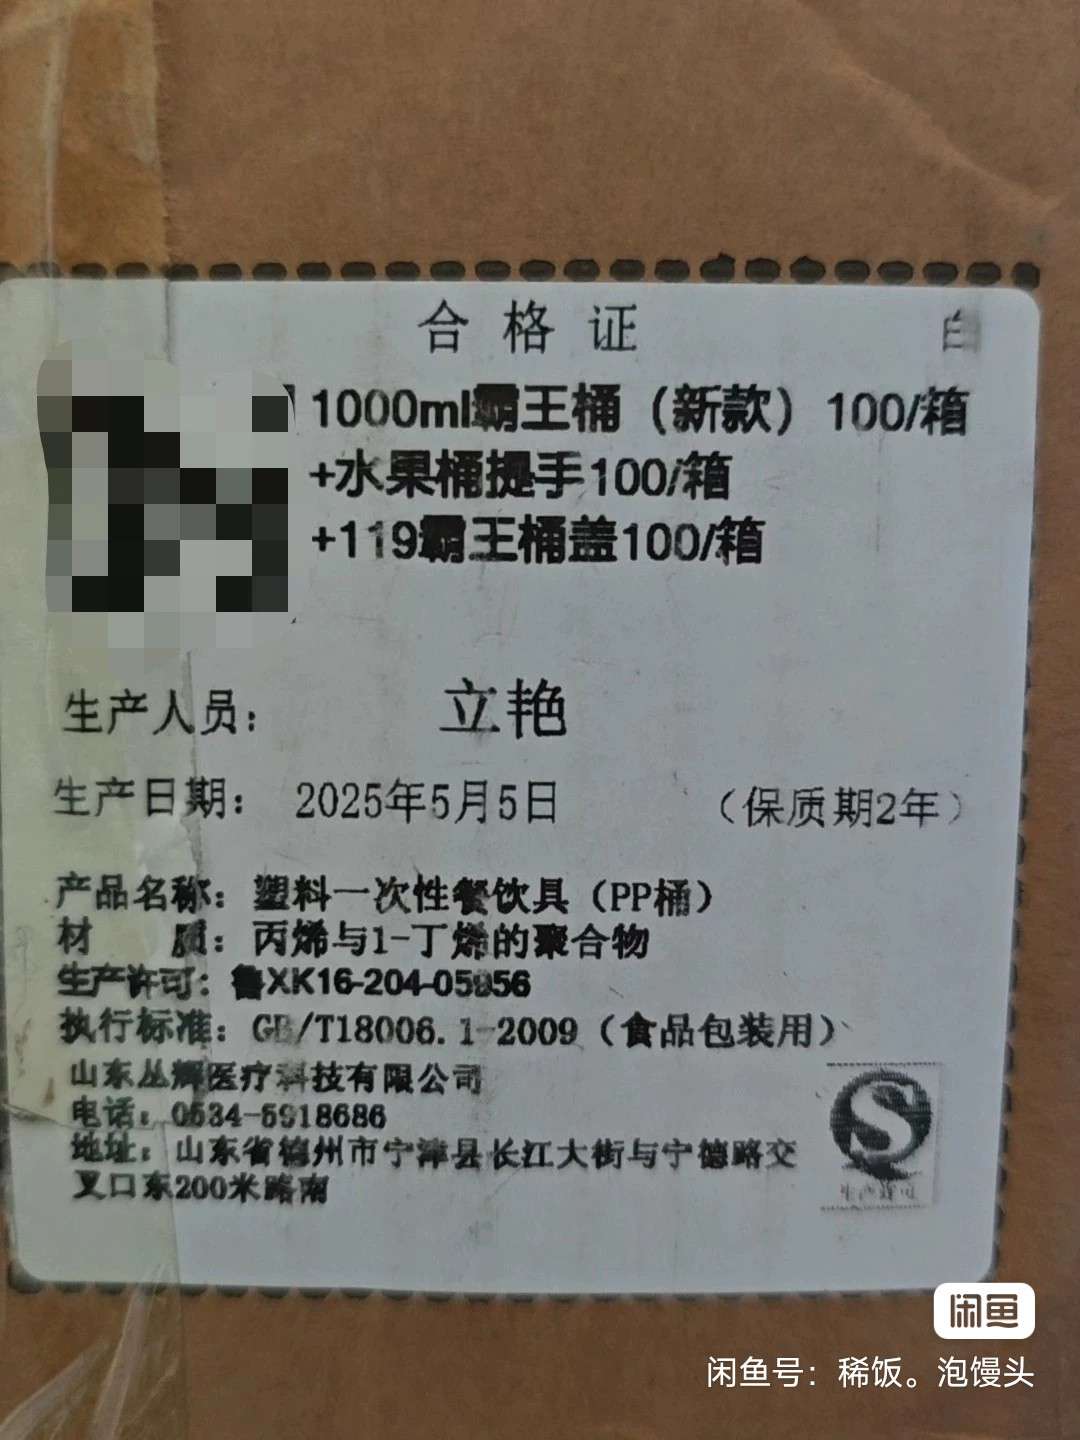 合格证
白
1000ml霸王桶（新款）100/箱
+水果桶提手100/箱
+119霸王桶盖100/箱
生产人员： 立艳
生产日期： 2025年5月5日 （保质期2年）
产品名称：塑料一次性餐饮具（PP桶）
材 质：丙烯与1-丁烯的聚合物
生产许可：鲁XK16-204-05956
执行标准：GB/T18006.1-2009（食品包装用）
山东丛辉医疗科技有限公司
电话：0534-5918686
地址：山东省德州市宁津县长江大街与宁德路交
叉口东200米路南
生产许可
闲鱼
闲鱼号：稀饭。泡馒头